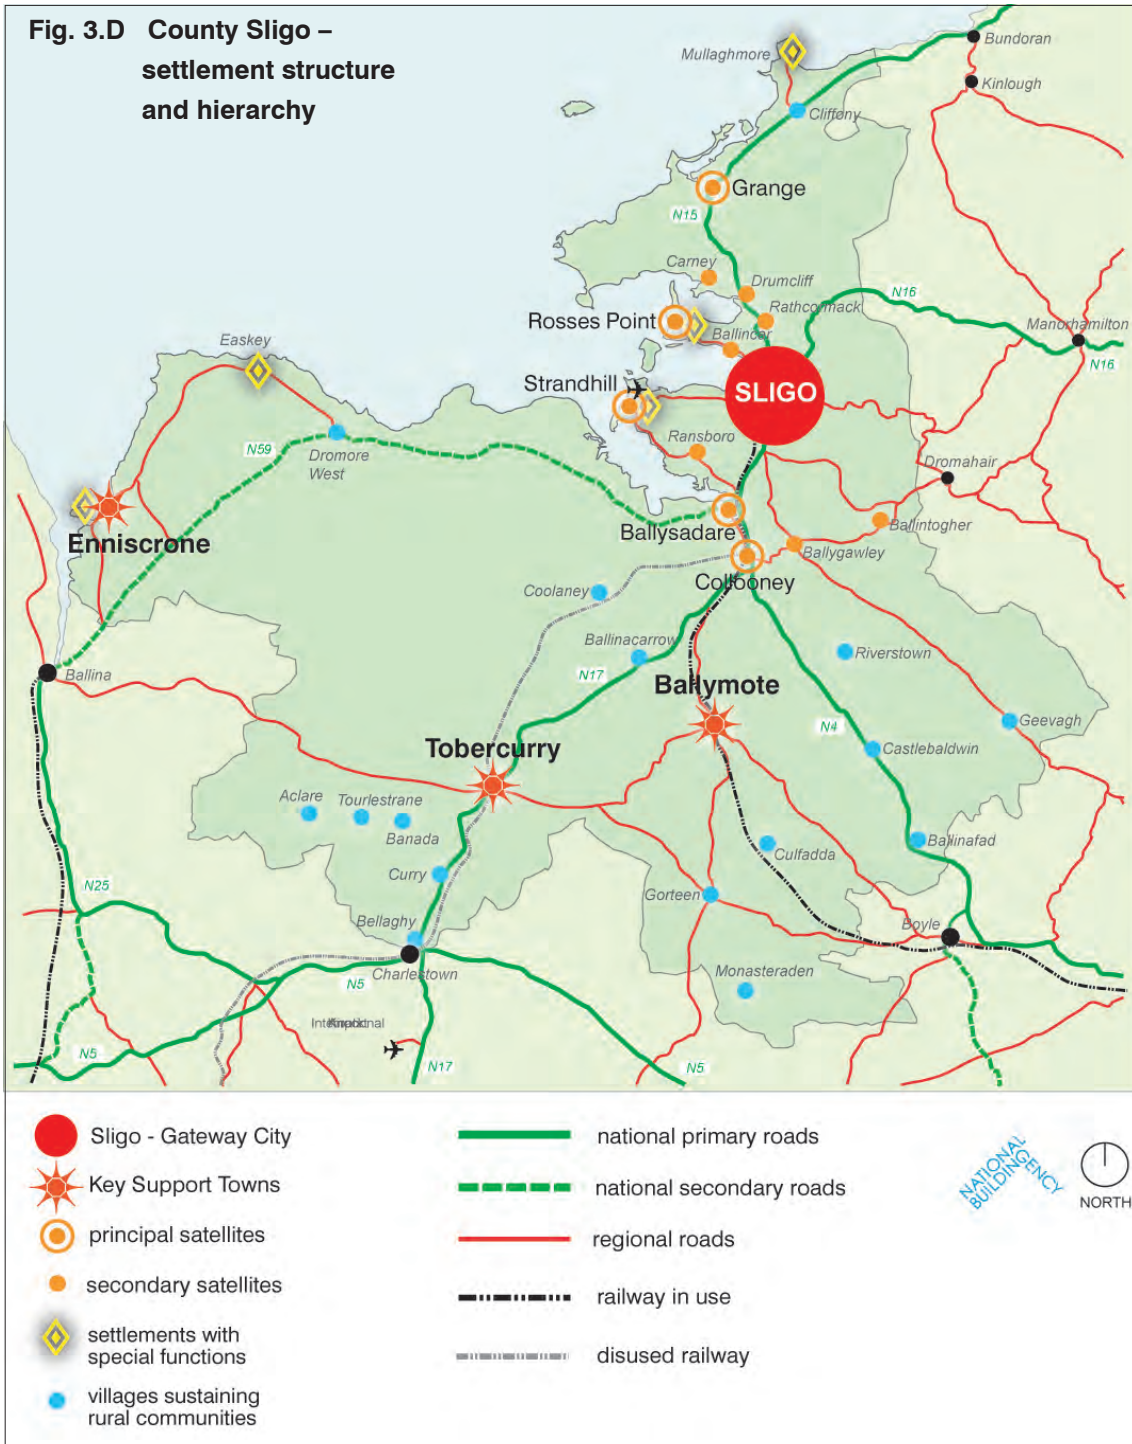 Fig. 3.D County Sligo –
settlement structure
and hierarchy
Mullaghmore
Bundoran
Kinlough
Cliffony
Grange
N15
Carney
Drumcliff
Rathcormack
N16
Rosses Point
Ballincar
Manorhamilton
N16
Easkey
Strandhill
SLIGO
N59
Dromore
West
Ransboro
Dromahair
Enniscrone
Ballysadare
Ballintogher
Ballygawley
Collooney
Coolaney
Ballinacarrow
Riverstown
Ballina
N17
Ballymote
Geevagh
N4
Tobercurry
Castlebaldwin
Aclare
Tourlestrane
Banada
Ballinafad
Culfadda
Curry
N25
Gorteen
Bellaghy
Boyle
Charlestown
Monasteraden
N5
N5
N17
N5
Sligo - Gateway City
Key Support Towns
principal satellites
secondary satellites
settlements with
special functions
villages sustaining
rural communities
national primary roads
national secondary roads
regional roads
railway in use
disused railway
NATIONAL
BUILDINGENCY
NORTH